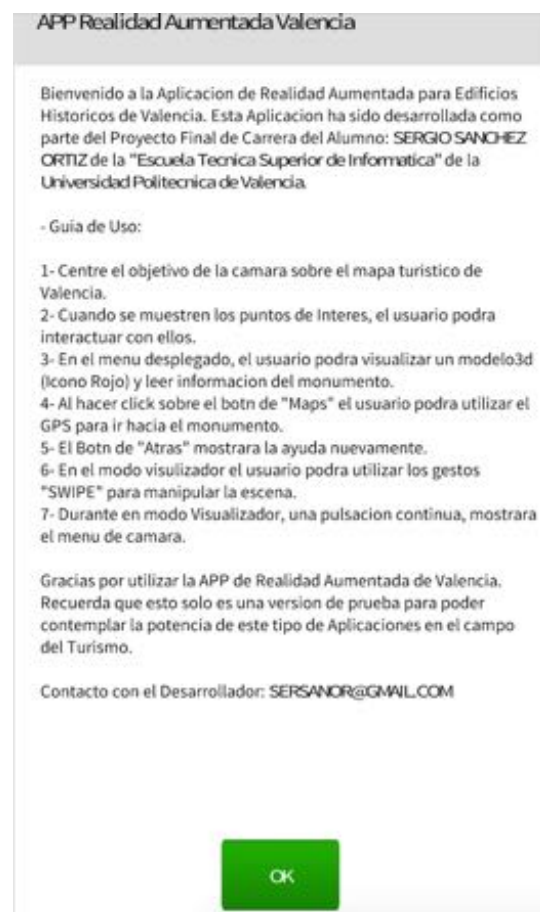 APP Realidad Aumentada Valencia
Bienvenido a la Aplicacion de Realidad Aumentada para Edificios
Historicos de Valencia. Esta Aplicacion ha sido desarrollada como
parte del Proyecto Final de Carrera del Alumno: SERGIO SANCHEZ
ORTIZ de la "Escuela Tecnica Superior de Informatica" de la
Universidad Politecnica de Valencia.
- Guia de Uso:
1- Centre el objetivo de la camara sobre el mapa turistico de
Valencia.
2- Cuando se muestren los puntos de Interes, el usuario podra
interactuar con ellos.
3- En el menu desplegado, el usuario podra visualizar un modelo3d
(Icono Rojo) y leer informacion del monumento.
4- Al hacer click sobre el botn de "Maps" el usuario podra utilizar el
GPS para ir hacia el monumento.
5- El Botn de "Atras" mostrara la ayuda nuevamente.
6- En el modo visulizador el usuario podra utilizar los gestos
"SWIPE" para manipular la escena.
7- Durante en modo Visualizador, una pulsacion continua, mostrara
el menu de camara.
Gracias por utilizar la APP de Realidad Aumentada de Valencia.
Recuerda que esto solo es una version de prueba para poder
contemplar la potencia de este tipo de Aplicaciones en el campo
del Turismo.
Contacto con el Desarrollador: SERSANOR@GMAIL.COM
OK